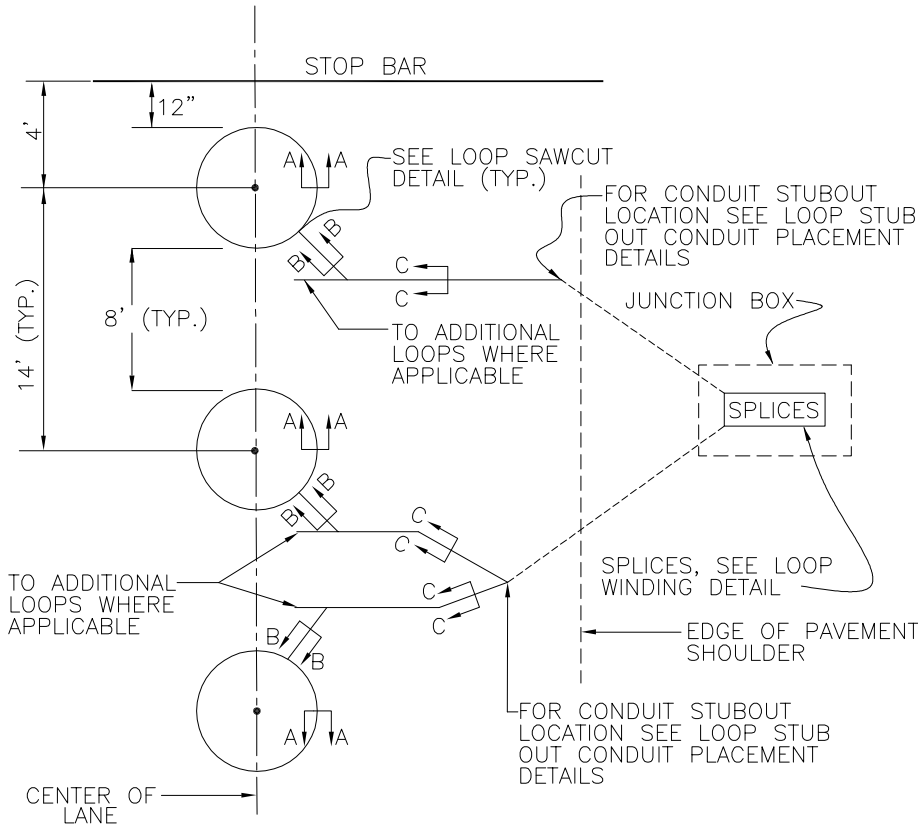 STOP BAR
12"
4'
A A
SEE LOOP SAWCUT
DETAIL (TYP.)
FOR CONDUIT STUBOUT
LOCATION SEE LOOP STUB
OUT CONDUIT PLACEMENT
DETAILS
B
B
C
C
JUNCTION BOX
8' (TYP.)
14' (TYP.)
TO ADDITIONAL
LOOPS WHERE
APPLICABLE
SPLICES
A A
B
B
C
C
SPLICES, SEE LOOP
WINDING DETAIL
TO ADDITIONAL
LOOPS WHERE
APPLICABLE
C
C
B
B
EDGE OF PAVEMENT
SHOULDER
A A
FOR CONDUIT STUBOUT
LOCATION SEE LOOP STUB
OUT CONDUIT PLACEMENT
DETAILS
CENTER OF
LANE